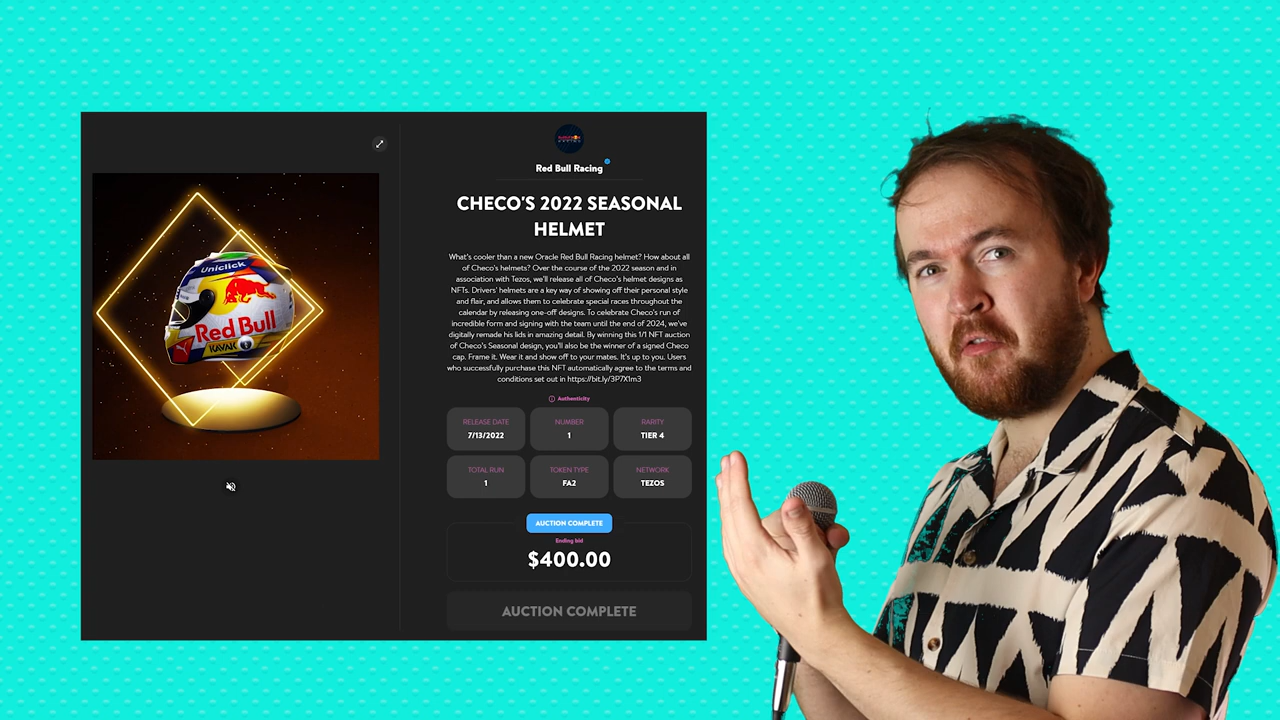 Red Bull Racing
CHECO'S 2022 SEASONAL
HELMET
What's cooler than a new Oracle Red Bull Racing helmet? How about all
of Checo's helmets? Over the course of the 2022 season and in
association with Tezos, we'll release all of Checo's helmet designs as
NFTs. Drivers' helmets are a key way of showing off their personal style
and flair, and allows them to celebrate special races throughout the
calendar by releasing one-off designs. To celebrate Checo's run of
incredible form and signing with the team until the end of 2024, we've
digitally remade his lids in amazing detail. By winning this 1/1 NFT auction
of Checo's Seasonal design, you'll also be the winner of a signed Checo
cap. Frame it. Wear it and show off to your mates. It's up to you. Users
who successfully purchase this NFT automatically agree to the terms and
conditions set out in https://bit.ly/3P7X1m3
Authenticity
RELEASE DATE
7/13/2022
NUMBER
1
RARITY
TIER 4
TOTAL RUN
1
TOKEN TYPE
FA2
NETWORK
TEZOS
AUCTION COMPLETE
Ending bid
$400.00
AUCTION COMPLETE
Uniclick
Red Bull
KAVAK